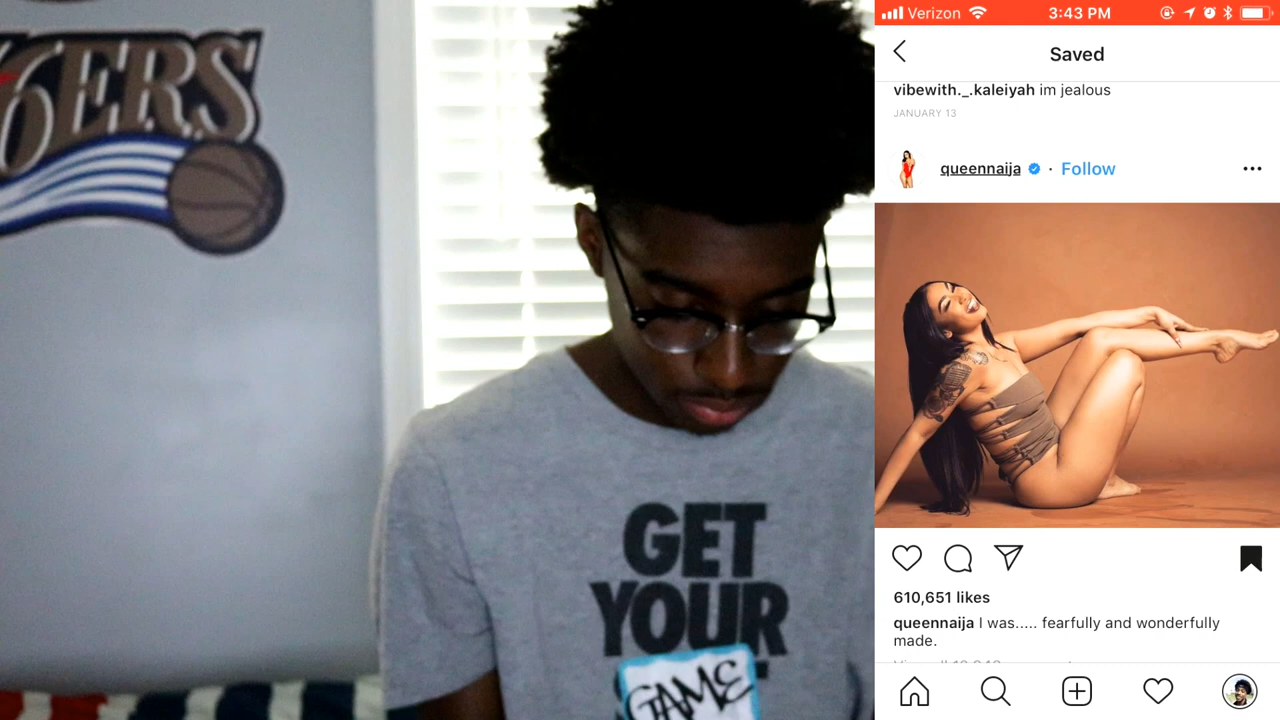 6ERS
GET
YOUR
GAME
Verizon
3:43 PM
Saved
vibewith._.kaleiyah im jealous
JANUARY 13
queennaija · Follow
610,651 likes
queennaija I was..... fearfully and wonderfully
made.